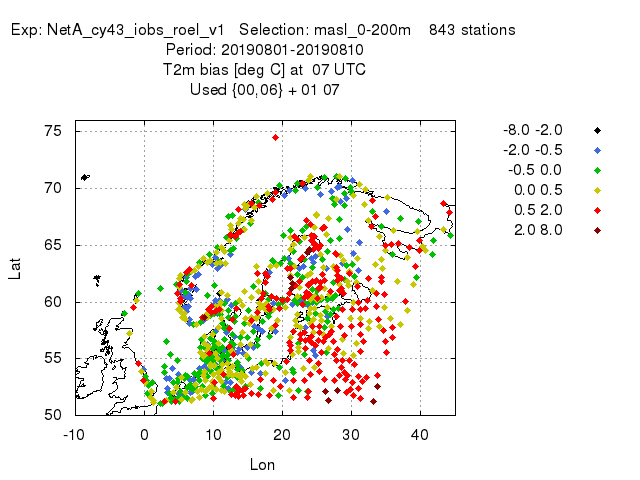 Exp: NetA_cy43_iobs_roel_v1 Selection: masl_0-200m 843 stations
Period: 20190801-20190810
T2m bias [deg C] at 07 UTC
Used {00,06} + 01 07
75
70
65
60
55
50
Lat
-10 0 10 20 30 40
Lon
-8.0 -2.0
-2.0 -0.5
-0.5 0.0
0.0 0.5
0.5 2.0
2.0 8.0